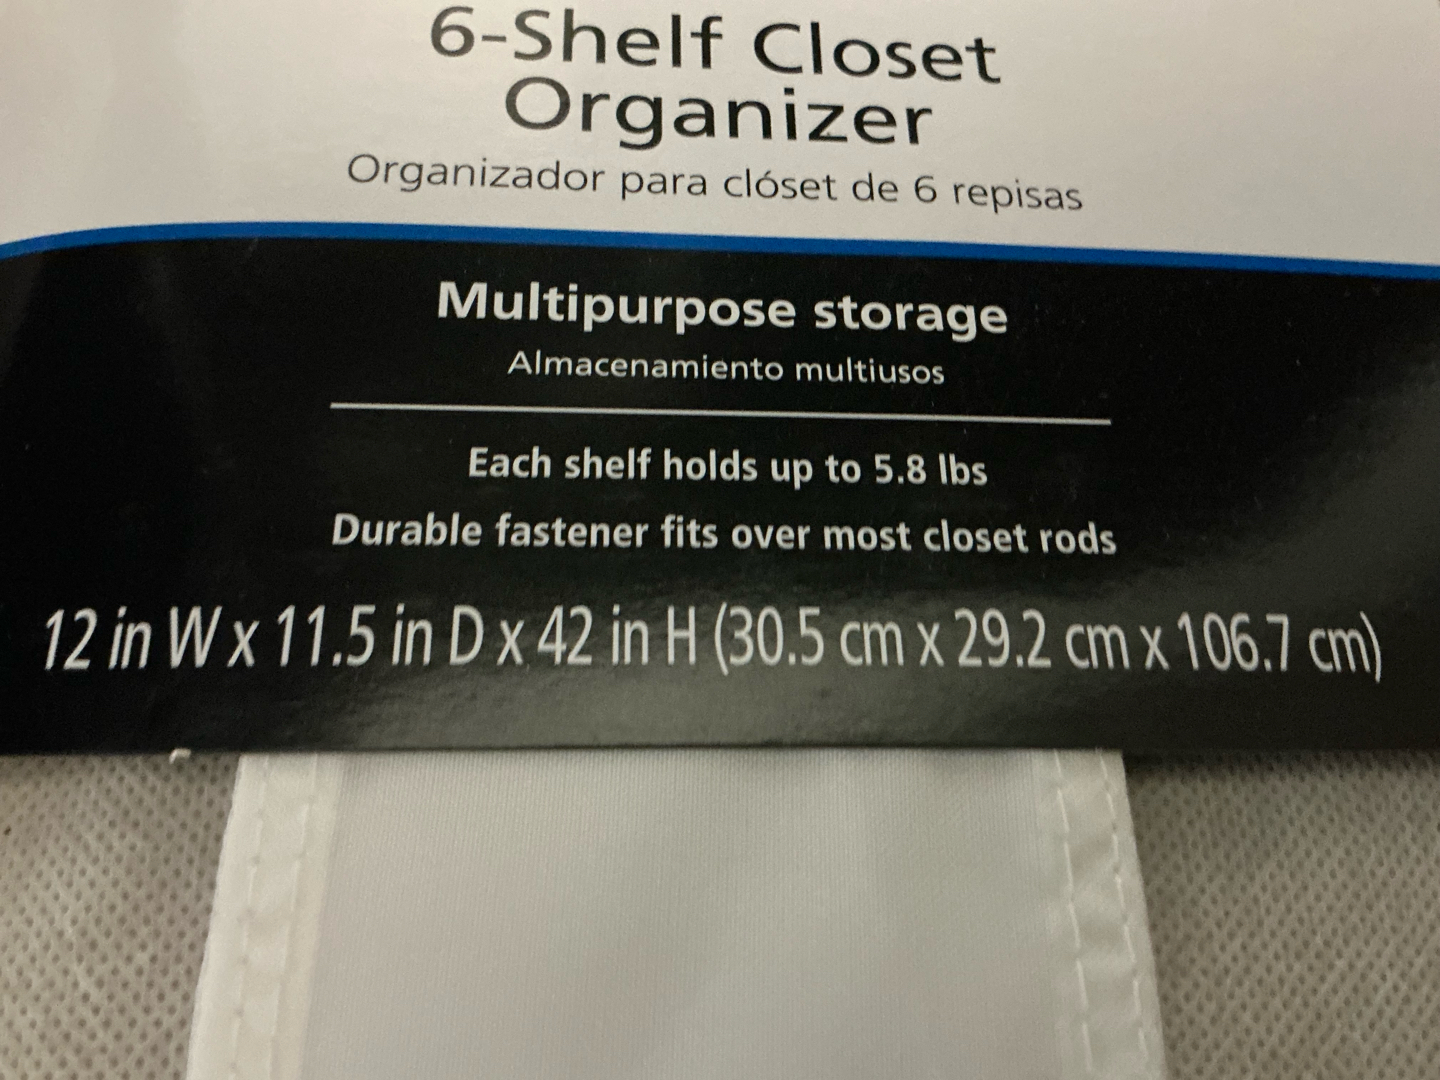 6-Shelf Closet
Organizer
Organizador para clóset de 6 repisas
Multipurpose storage
Almacenamiento multiusos
Each shelf holds up to 5.8 lbs
Durable fastener fits over most closet rods
12 in W x 11.5 in D x 42 in H (30.5 cm x 29.2 cm x 106.7 cm)